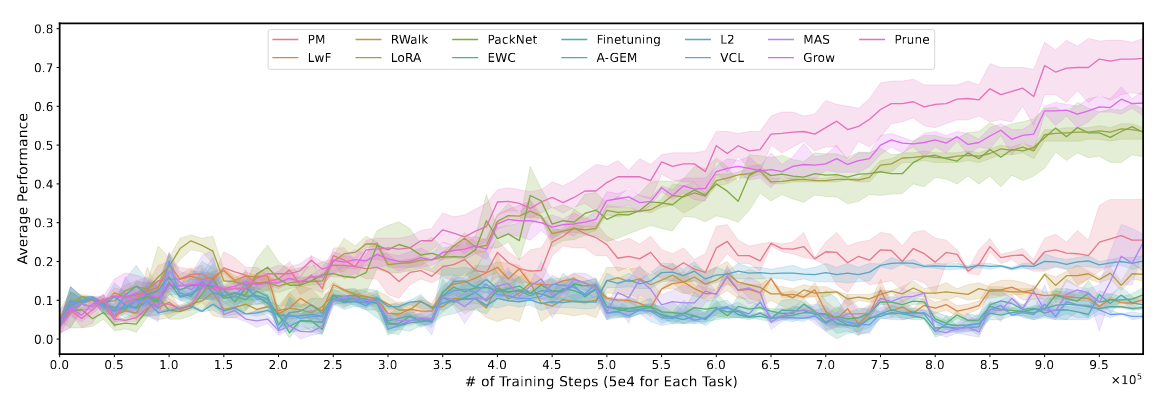 0.8
0.7
0.6
0.5
0.4
0.3
0.2
0.1
0.0
Average Performance
PM RWalk PackNet Finetuning L2 MAS Prune
LwF LoRA EWC A-GEM VCL Grow
0.0 0.5 1.0 1.5 2.0 2.5 3.0 3.5 4.0 4.5 5.0 5.5 6.0 6.5 7.0 7.5 8.0 8.5 9.0 9.5
×10⁵
# of Training Steps (5e4 for Each Task)